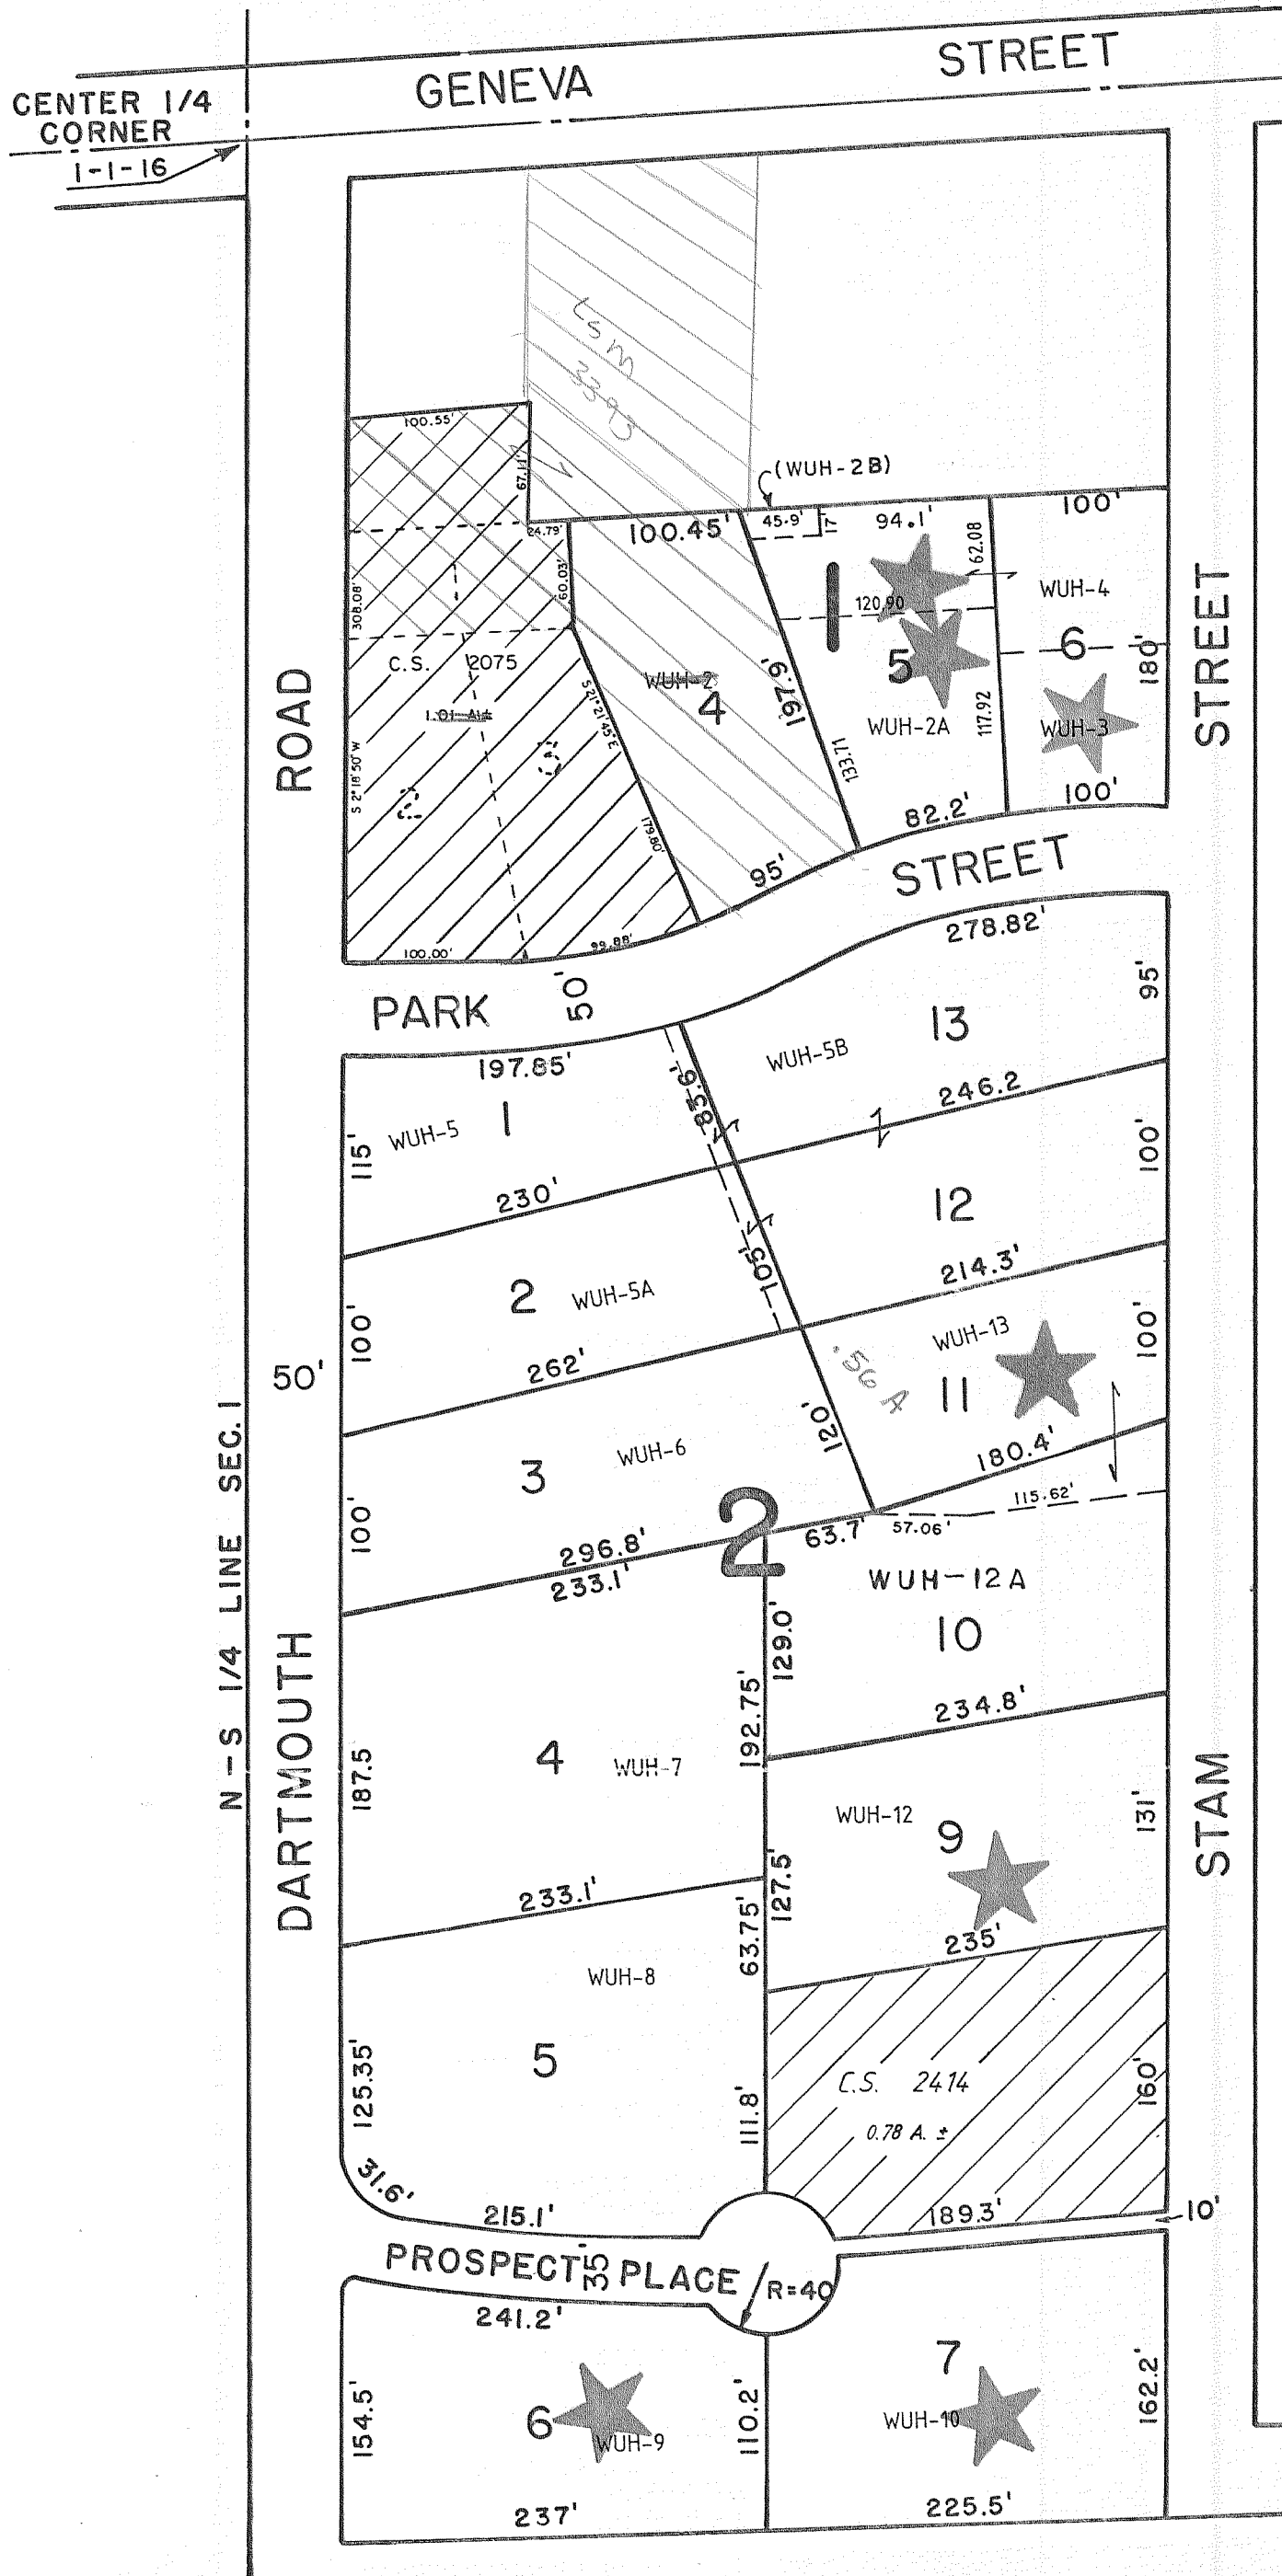 GENEVA STREET
CENTER 1/4
CORNER
1-1-16
CSM
3393
100.55'
67.11'
(WUH-2B)
24.79'
100.45'
45.9'
17'
94.1'
100'
62.08
308.08'
60.03'
1
120.90
WUH-4
6
180'
C.S. 2075
1.01 A±
WUH-2
4
197.9'
5
WUH-2A
117.92
WUH-3
S 21°21'45"E
S 2°18'50"W
2
3
133.71
179.80'
82.2'
100'
95'
100.00'
99.88'
ROAD
STREET
STREET
PARK
50'
278.82'
95'
13
WUH-5B
197.85'
83.6'
246.2
1
WUH-5
115'
230'
100'
12
105'
214.3'
2
WUH-5A
100'
262'
50'
WUH-13
100'
.56 A
11
120'
180.4'
115.62'
57.06'
3
WUH-6
100'
2
63.7'
296.8'
233.1'
WUH-12A
10
129.0'
192.75'
234.8'
N-S 1/4 LINE SEC. 1
DARTMOUTH
4
WUH-7
187.5
WUH-12
9
131'
STAM
127.5'
233.1'
63.75'
235'
WUH-8
5
125.35'
111.8'
C.S. 2414
0.78 A. ±
160'
31.6'
215.1'
189.3'
10'
PROSPECT PLACE
35'
R=40
241.2'
7
WUH-10
162.2'
154.5'
6
WUH-9
110.2'
237'
225.5'